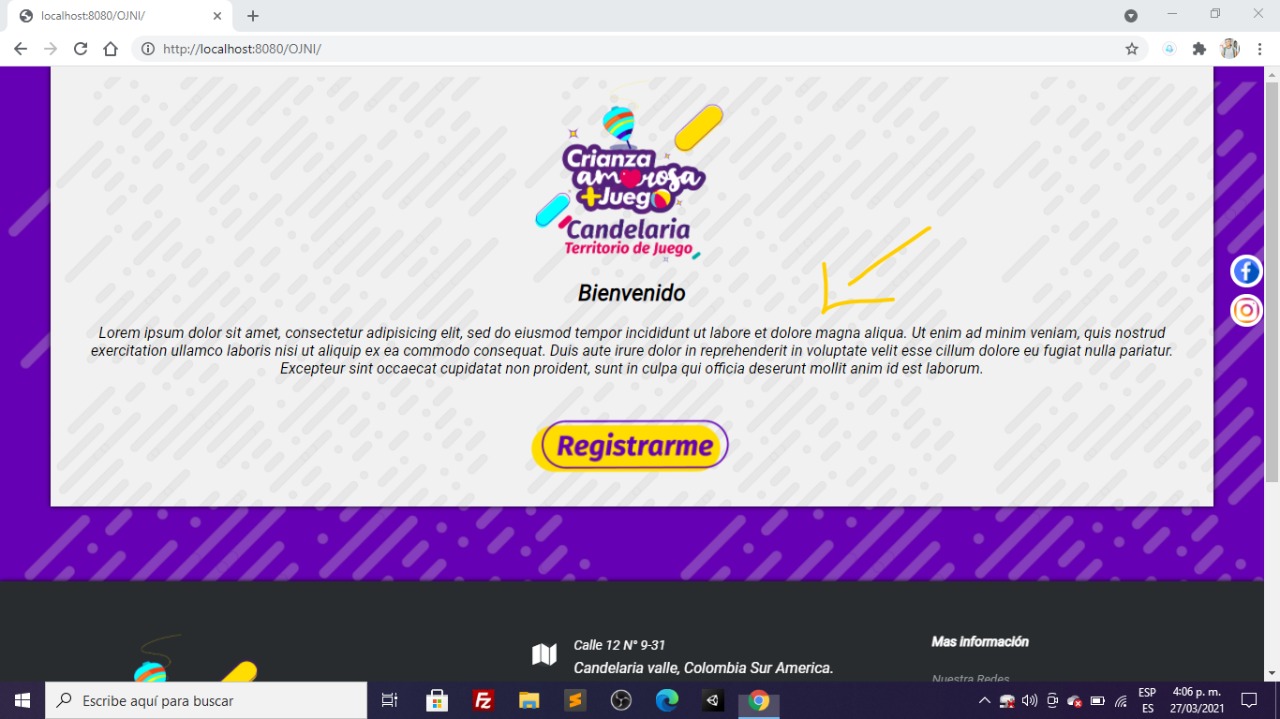 localhost:8080/OJNI/
http://localhost:8080/OJNI/
Crianza
amorosa
+Juego
Candelaria
Territorio de Juego
Bienvenido
Lorem ipsum dolor sit amet, consectetur adipisicing elit, sed do eiusmod tempor incididunt ut labore et dolore magna aliqua. Ut enim ad minim veniam, quis nostrud
exercitation ullamco laboris nisi ut aliquip ex ea commodo consequat. Duis aute irure dolor in reprehenderit in voluptate velit esse cillum dolore eu fugiat nulla pariatur.
Excepteur sint occaecat cupidatat non proident, sunt in culpa qui officia deserunt mollit anim id est laborum.
Registrarme
Calle 12 N° 9-31
Candelaria valle, Colombia Sur America.
Mas información
Nuestra Redes
Escribe aquí para buscar
ESP
ES
4:06 p. m.
27/03/2021